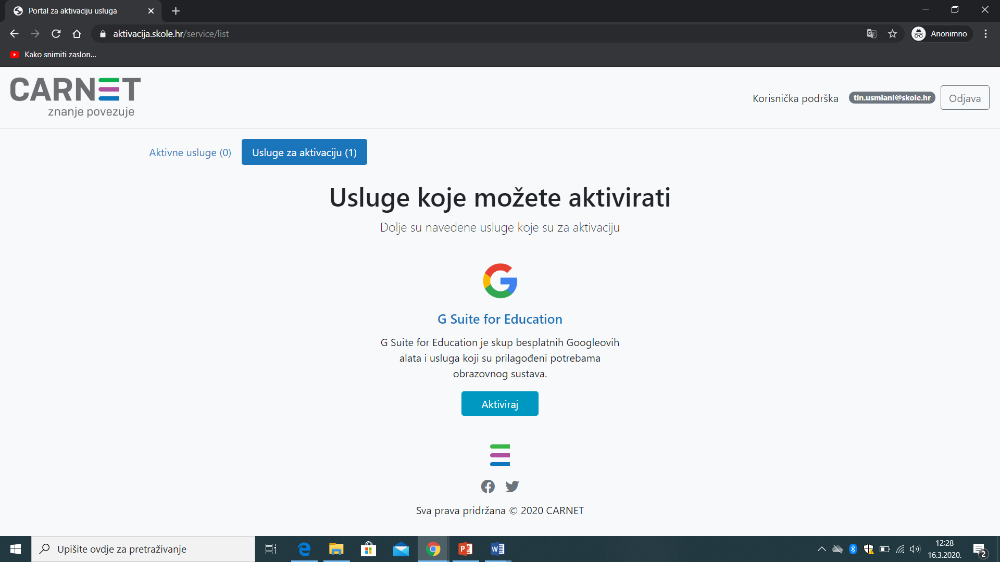 Portal za aktivaciju usluga
aktivacija.skole.hr/service/list
Anonimno
Kako snimiti zaslon...
CARNET
znanje povezuje
Korisnička podrška
tin.usmiani@skole.hr
Odjava
Aktivne usluge (0)
Usluge za aktivaciju (1)
Usluge koje možete aktivirati
Dolje su navedene usluge koje su za aktivaciju
G Suite for Education
G Suite for Education je skup besplatnih Googleovih
alata i usluga koji su prilagođeni potrebama
obrazovnog sustava.
Aktiviraj
Sva prava pridržana © 2020 CARNET
Upišite ovdje za pretraživanje
12:28
16.3.2020.
2